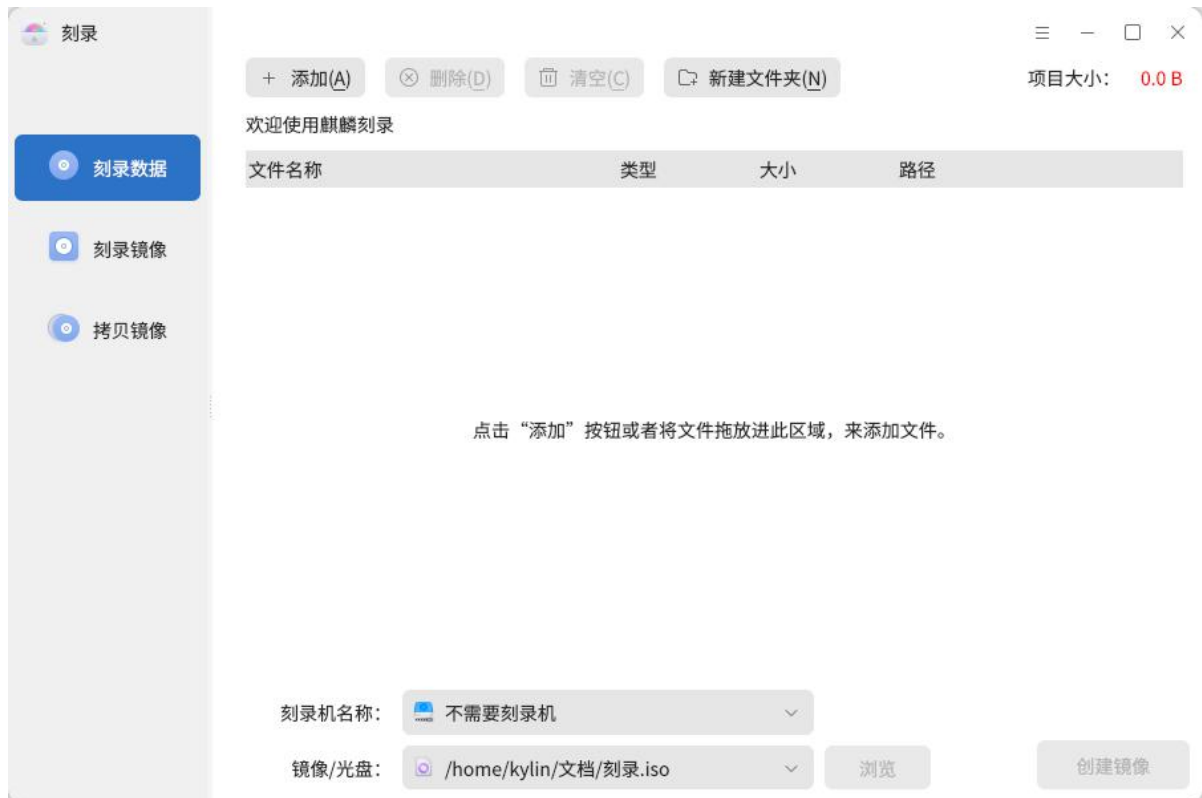 刻录
添加(A) 删除(D) 清空(C) 新建文件夹(N) 项目大小： 0.0 B
欢迎使用麒麟刻录
文件名称 类型 大小 路径
刻录数据
刻录镜像
拷贝镜像
点击“添加”按钮或者将文件拖放进此区域，来添加文件。
刻录机名称： 不需要刻录机
镜像/光盘： /home/kylin/文档/刻录.iso 浏览 创建镜像